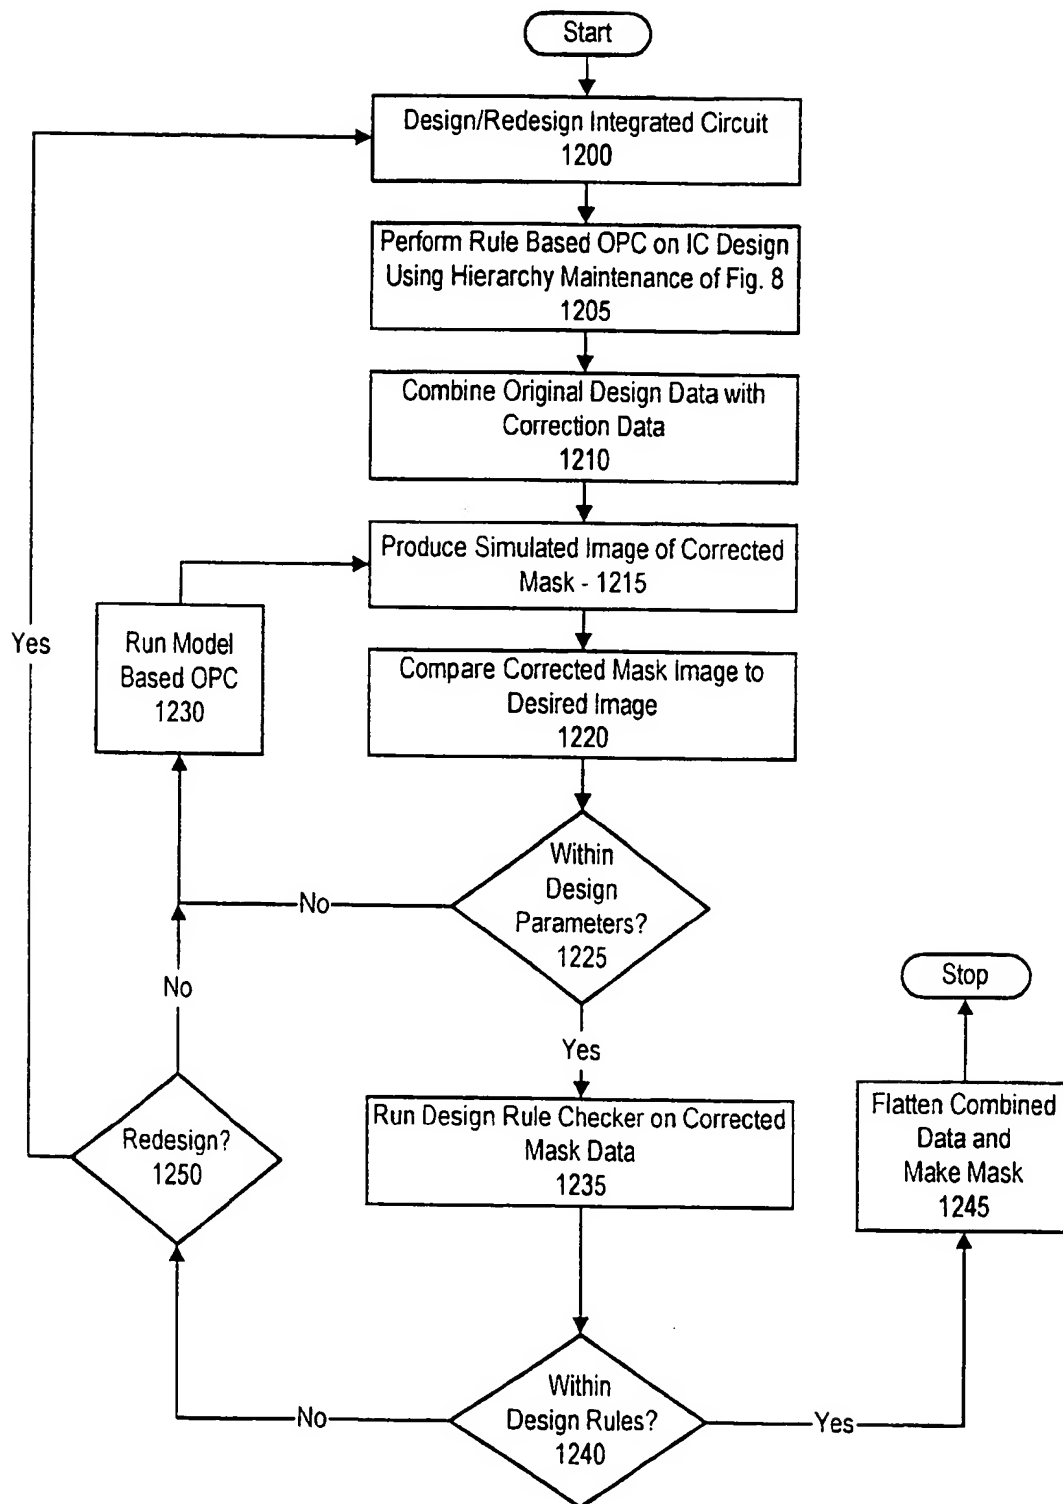 Start
Design/Redesign Integrated Circuit
1200
Perform Rule Based OPC on IC Design
Using Hierarchy Maintenance of Fig. 8
1205
Combine Original Design Data with
Correction Data
1210
Produce Simulated Image of Corrected
Mask - 1215
Yes
Run Model
Based OPC
1230
Compare Corrected Mask Image to
Desired Image
1220
Within
Design
Parameters?
1225
No
No
Stop
Yes
Redesign?
1250
Run Design Rule Checker on Corrected
Mask Data
1235
Flatten Combined
Data and
Make Mask
1245
Within
Design Rules?
1240
No
Yes